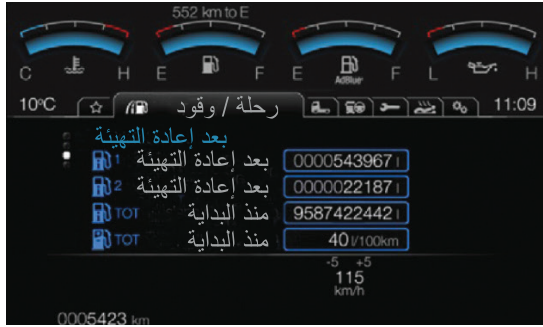 552 km to E
C H E F E AdBlue F L H
10°C رحلة / وقود 11:09
بعد إعادة التهيئة
1 بعد إعادة التهيئة 0000543967 l
2 بعد إعادة التهيئة 0000022187 l
TOT منذ البداية 9587422442 l
TOT منذ البداية 40 l/100km
-5 +5
115
km/h
0005423 km